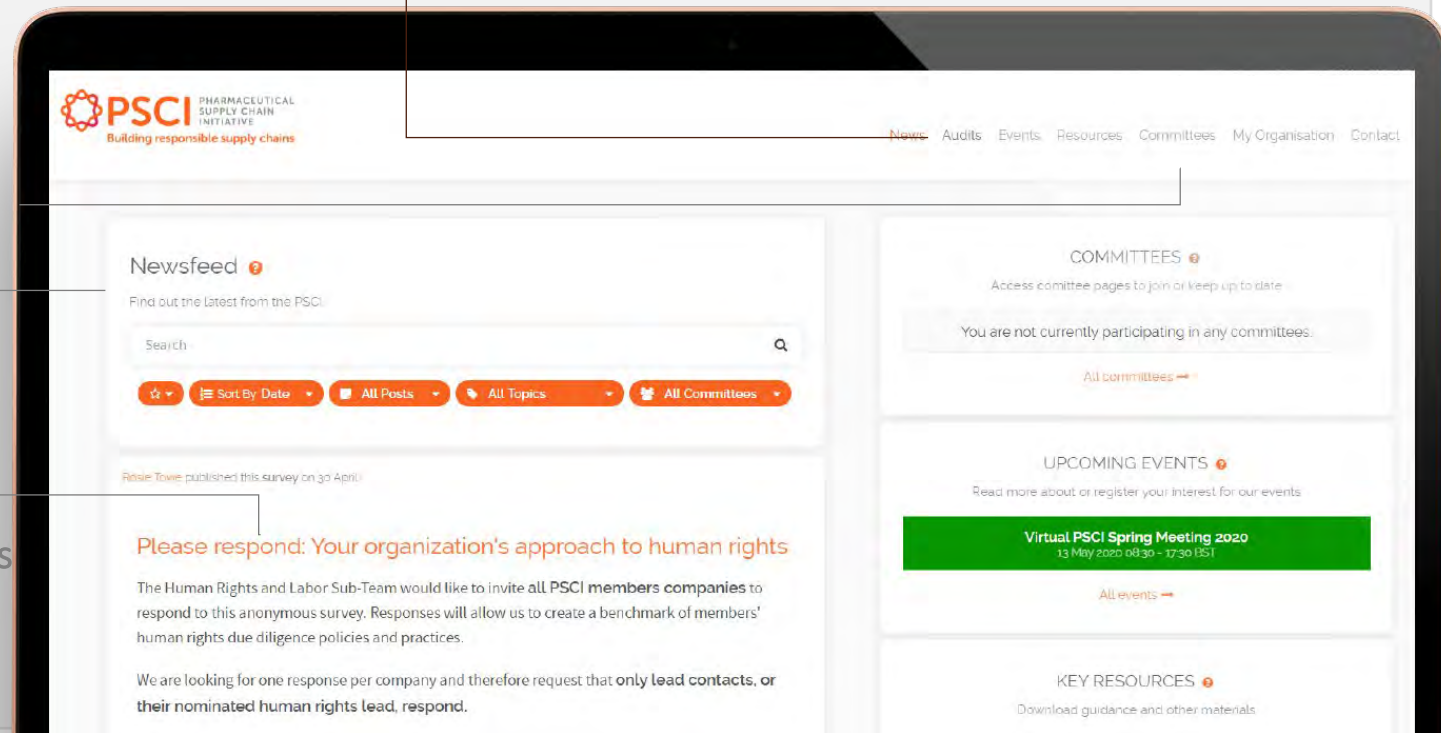 PSCI
PHARMACEUTICAL
SUPPLY CHAIN
INITIATIVE
Building responsible supply chains
News Audits Events Resources Committees My Organisation Contact
Newsfeed
Find out the latest from the PSCI.
Search
Sort By Date All Posts All Topics All Committees
Rosie Towe published this survey on 30 April
Please respond: Your organization's approach to human rights
The Human Rights and Labor Sub-Team would like to invite all PSCI members companies to
respond to this anonymous survey. Responses will allow us to create a benchmark of members'
human rights due diligence policies and practices.
We are looking for one response per company and therefore request that only lead contacts, or
their nominated human rights lead, respond.
COMMITTEES
Access comittee pages to join or keep up to date
You are not currently participating in any committees.
All committees
UPCOMING EVENTS
Read more about or register your interest for our events
Virtual PSCI Spring Meeting 2020
13 May 2020 08:30 - 17:30 BST
All events
KEY RESOURCES
Download guidance and other materials
s